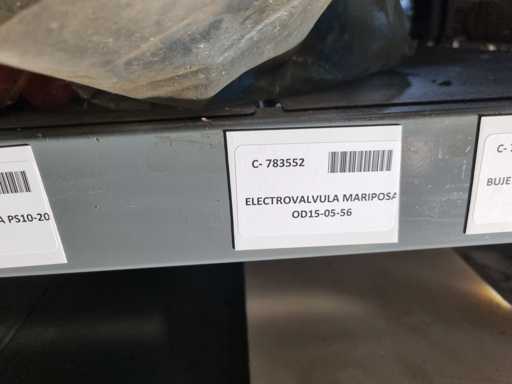 C- 783552
ELECTROVALVULA MARIPOSA
OD15-05-56
A PS10-20
C-
BUJE